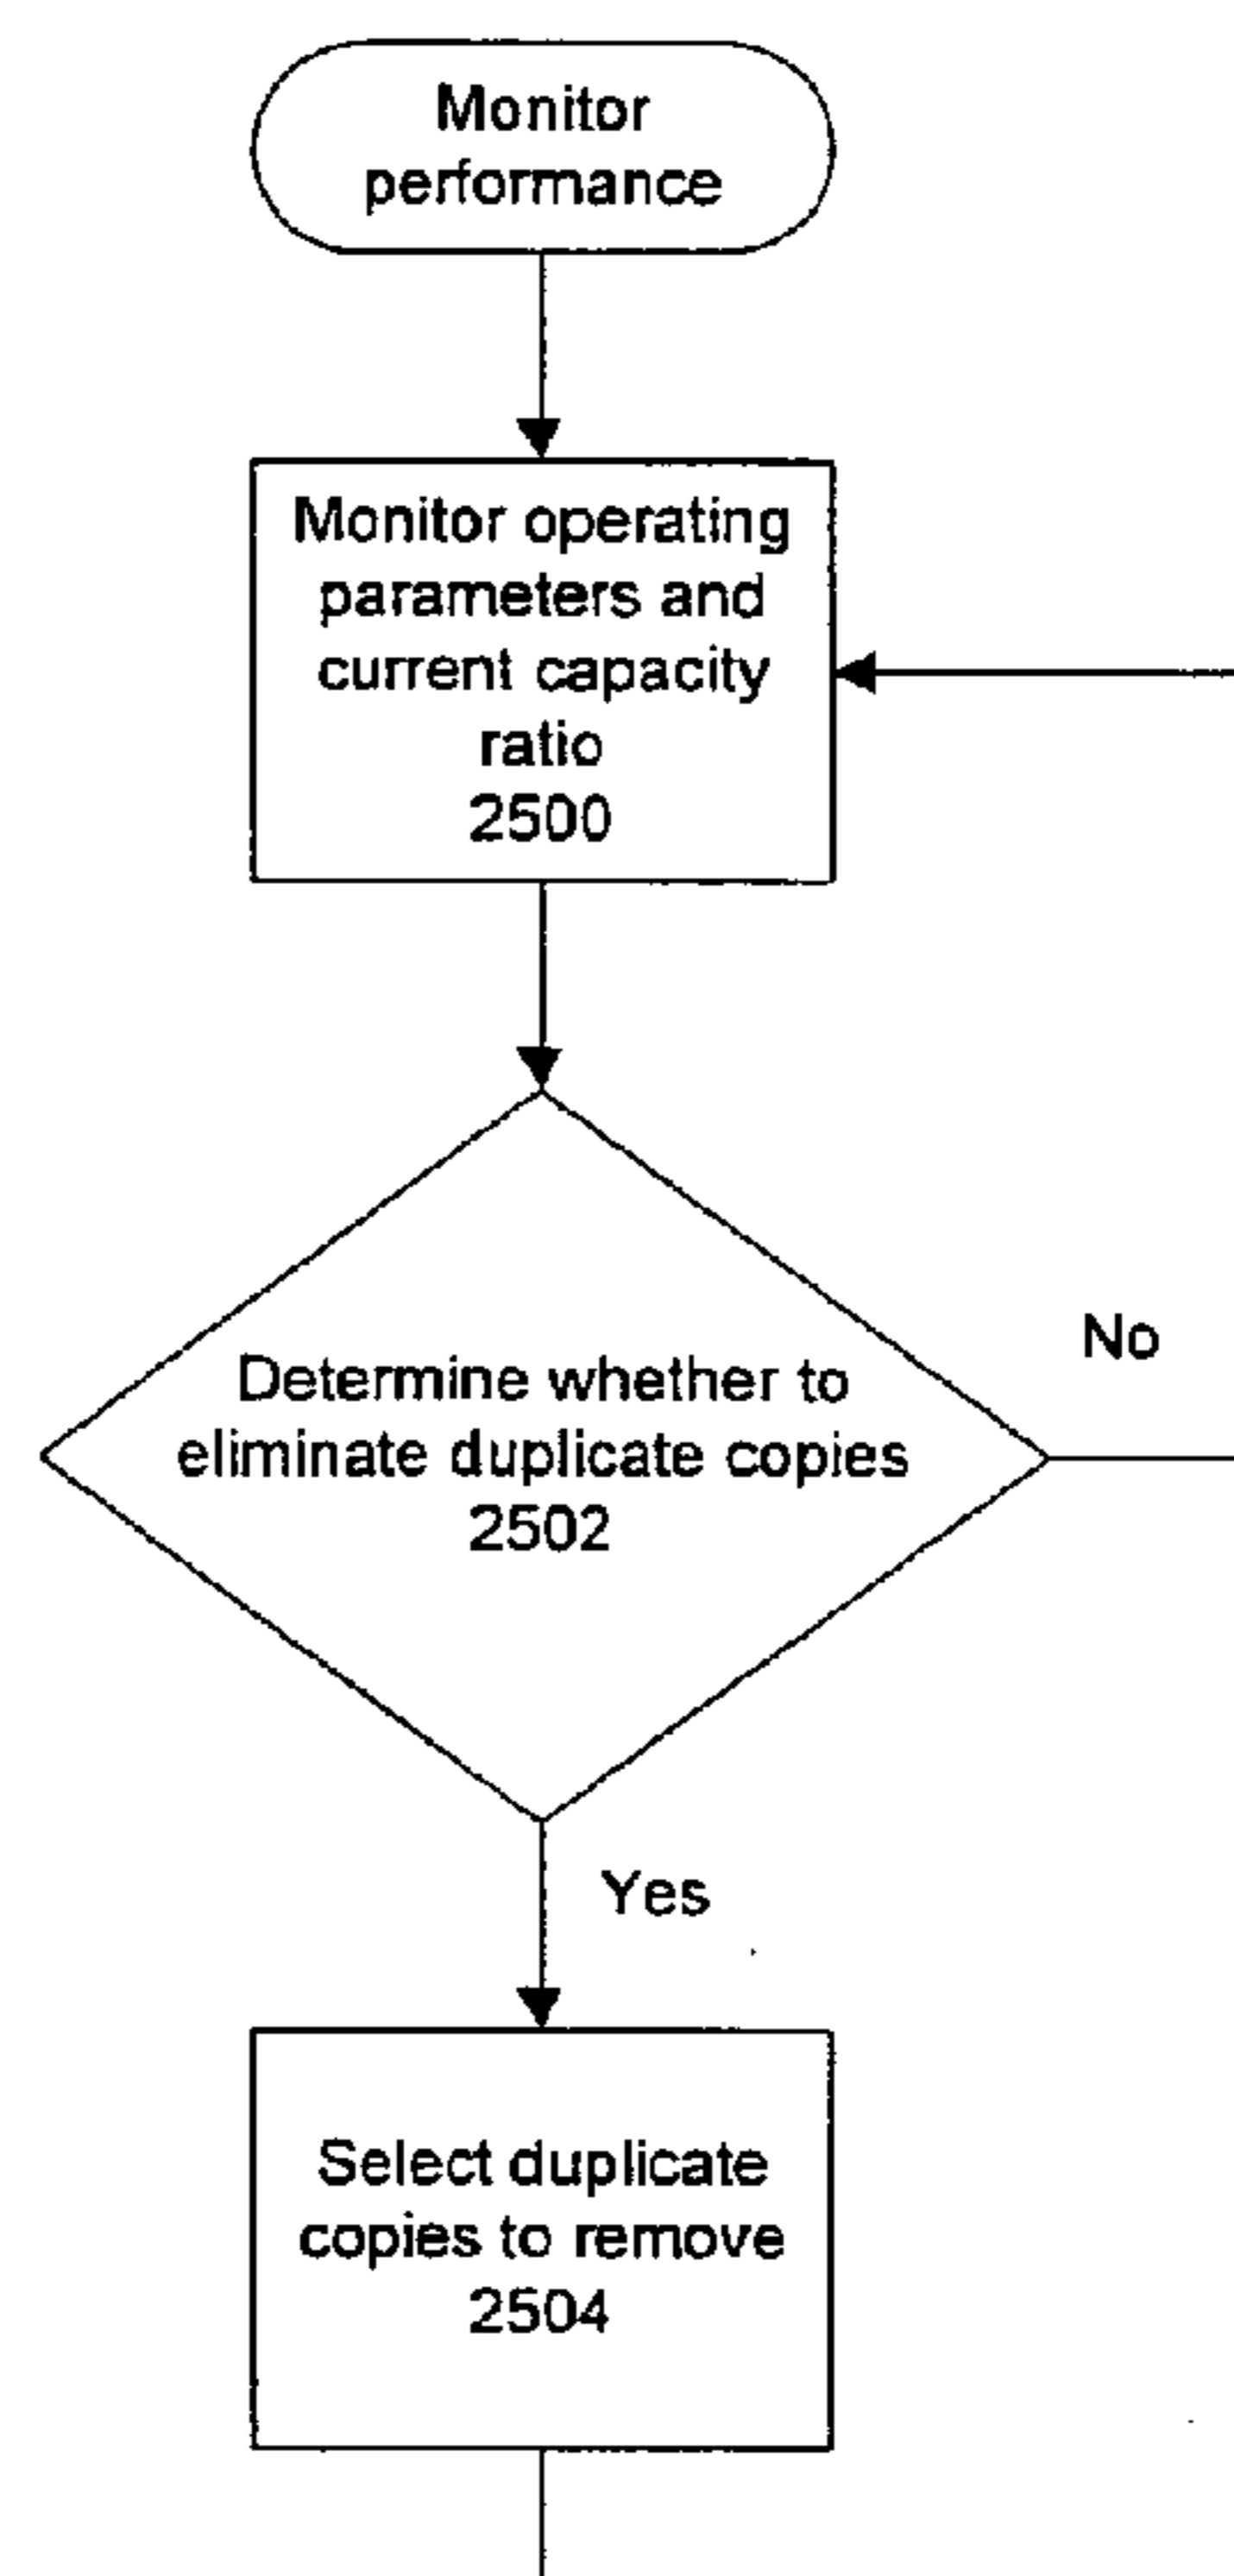 Monitor
performance
Monitor operating
parameters and
current capacity
ratio
2500
Determine whether to
eliminate duplicate copies
2502
No
Yes
Select duplicate
copies to remove
2504